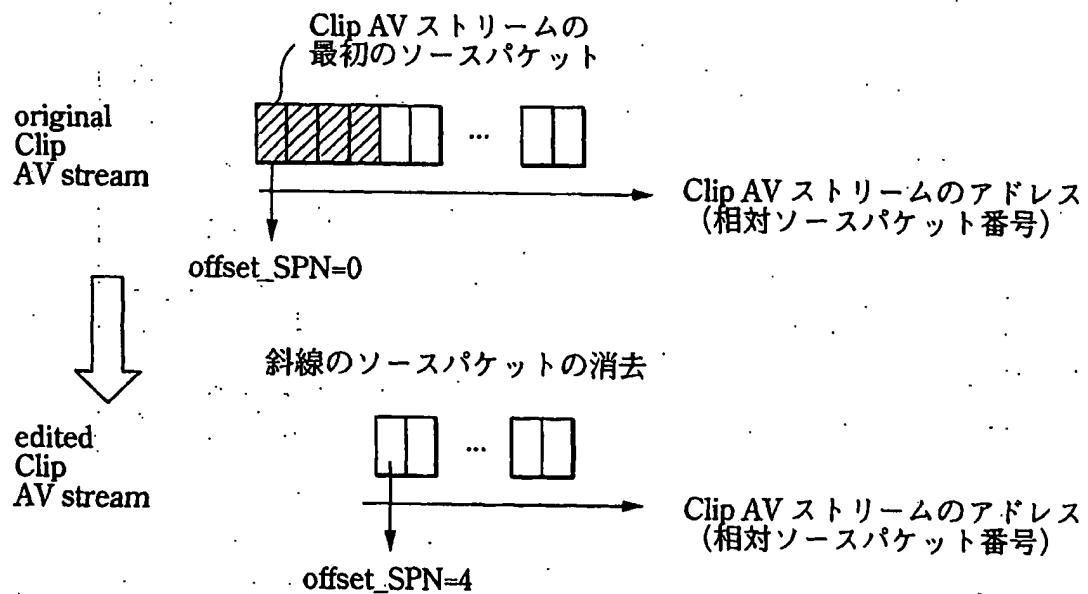 Clip AV ストリームの
最初のソースパケット
original
Clip
AV stream
...
Clip AV ストリームのアドレス
(相対ソースパケット番号)
offset_SPN=0
斜線のソースパケットの消去
edited
Clip
AV stream
...
Clip AV ストリームのアドレス
(相対ソースパケット番号)
offset_SPN=4